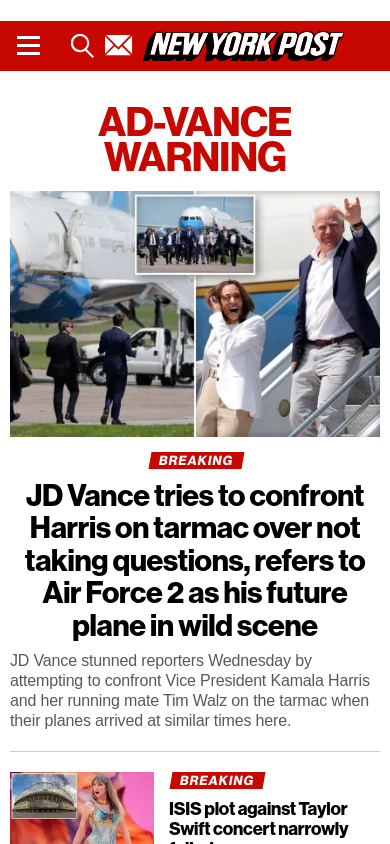 NEW YORK POST
AD-VANCE
WARNING
BREAKING
JD Vance tries to confront
Harris on tarmac over not
taking questions, refers to
Air Force 2 as his future
plane in wild scene
JD Vance stunned reporters Wednesday by
attempting to confront Vice President Kamala Harris
and her running mate Tim Walz on the tarmac when
their planes arrived at similar times here.
BREAKING
ISIS plot against Taylor
Swift concert narrowly